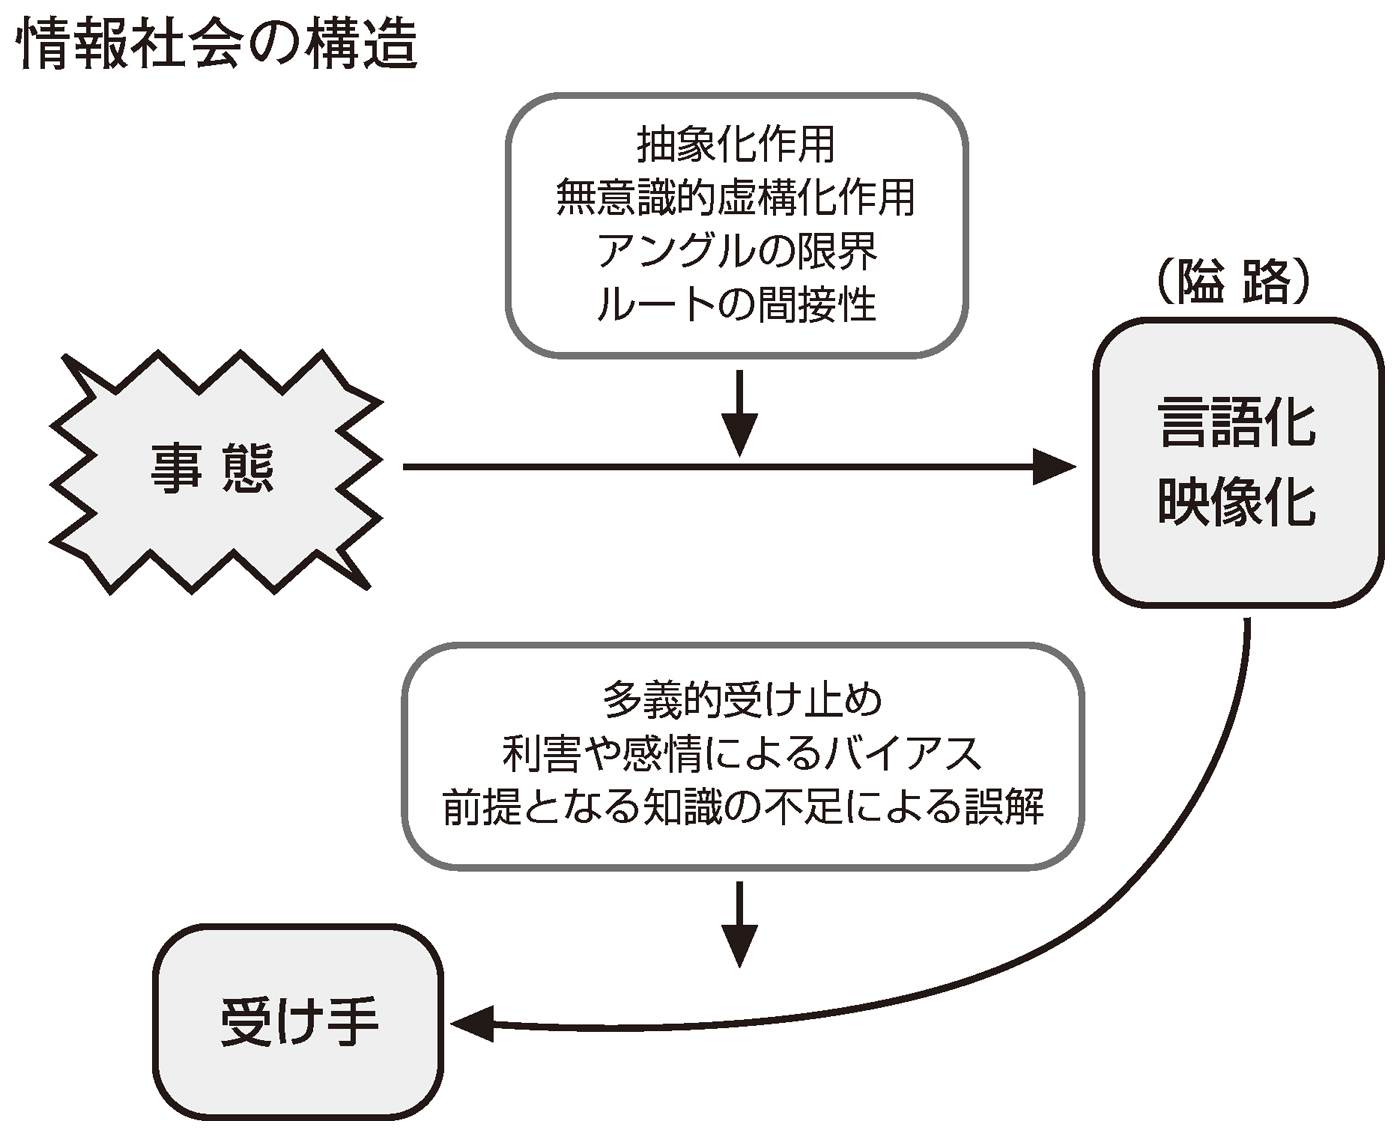 情報社会の構造
抽象化作用
無意識的虚構化作用
アングルの限界
ルートの間接性
（隘 路）
事 態
言語化
映像化
多義的受け止め
利害や感情によるバイアス
前提となる知識の不足による誤解
受け手